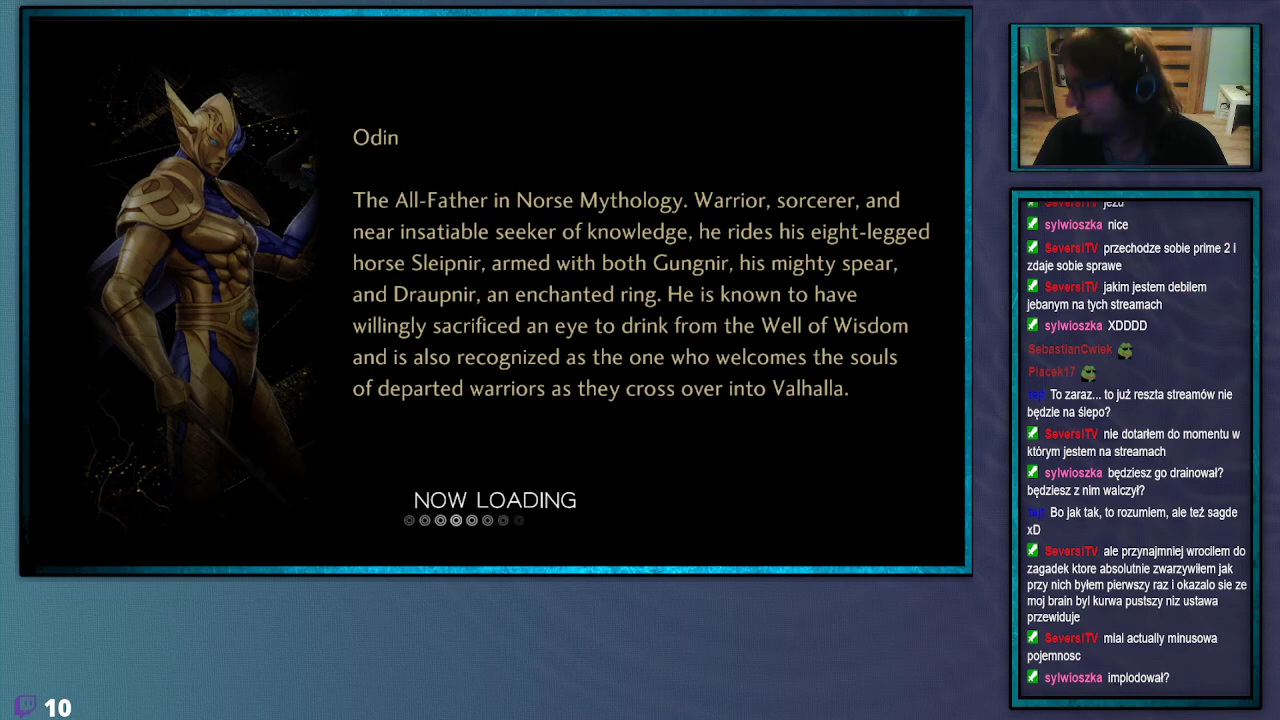 Odin
The All-Father in Norse Mythology. Warrior, sorcerer, and
near insatiable seeker of knowledge, he rides his eight-legged
horse Sleipnir, armed with both Gungnir, his mighty spear,
and Draupnir, an enchanted ring. He is known to have
willingly sacrificed an eye to drink from the Well of Wisdom
and is also recognized as the one who welcomes the souls
of departed warriors as they cross over into Valhalla.
NOW LOADING
10
sylwioszka nice
SeversITV przechodze sobie prime 2 i
zdaje sobie sprawe
SeversITV jakim jestem debilem
jebanym na tych streamach
sylwioszka XDDDD
SebastianCwiek
Placek17
To zaraz... to już reszta streamów nie
będzie na ślepo?
SeversITV nie dotarłem do momentu w
którym jestem na streamach
sylwioszka będziesz go drainował?
będziesz z nim walczył?
Bo jak tak, to rozumiem, ale też sagde
xD
SeversITV ale przynajmniej wrocilem do
zagadek ktore absolutnie zwarzywiłem jak
przy nich byłem pierwszy raz i okazalo sie ze
moj brain byl kurwa pustszy niz ustawa
przewiduje
SeversITV mial actually minusowa
pojemnosc
sylwioszka implodował?